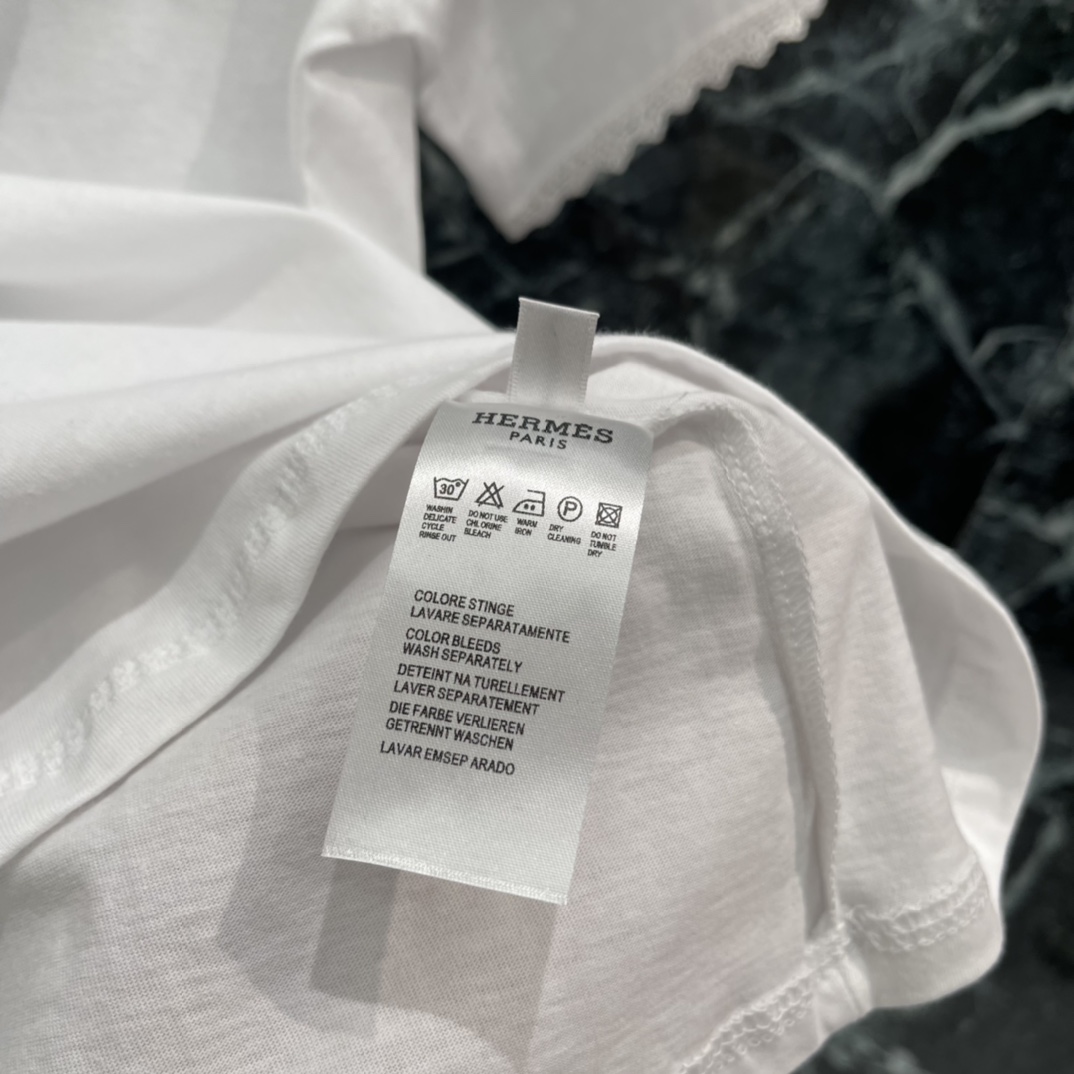 HERMES
PARIS
30°
P
WASHIN
DELICATE
CYCLE
RINSE OUT
DO NOT USE
CHLORINE
BLEACH
WARM
IRON
DRY
CLEANING
DO NOT
TUMBLE
DRY
COLORE STINGE
LAVARE SEPARATAMENTE
COLOR BLEEDS
WASH SEPARATELY
DETEINT NA TURELLEMENT
LAVER SEPARATEMENT
DIE FARBE VERLIEREN
GETRENNT WASCHEN
LAVAR EMSEP ARADO